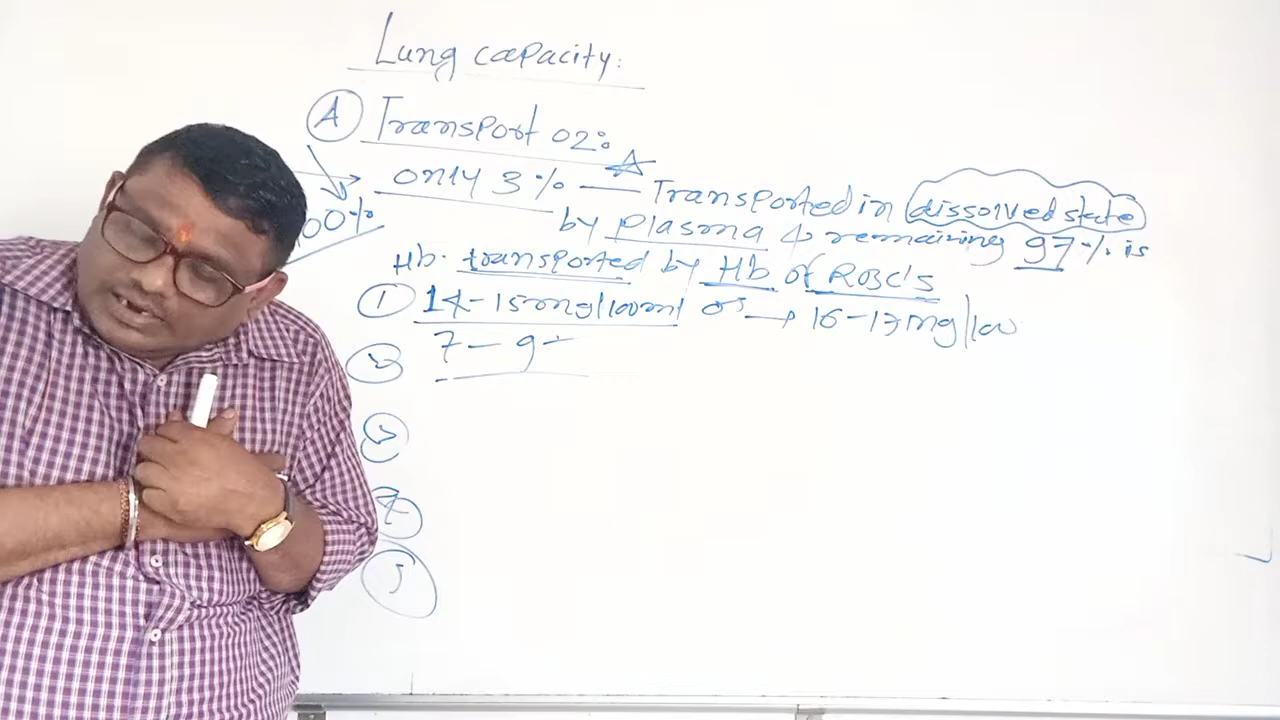 Lung capacity:
A Transport O2:
only 3% — Transported in dissolved state
100%
by Plasma & remaining 97% is
Hb. transported by Hb of RBC's
1 14-15mg/100ml or → 16-17mg/100
2 7-9
3
4
5